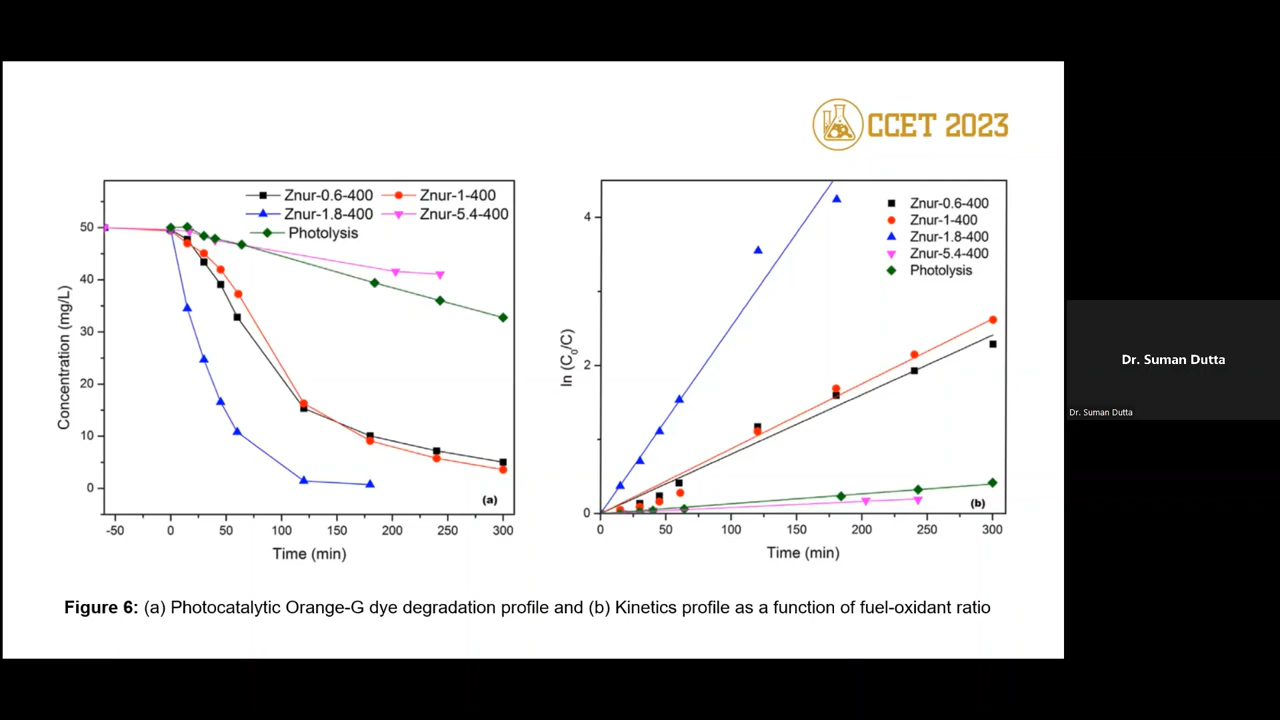 CCET 2023
Znur-0.6-400 Znur-1-400
Znur-1.8-400 Znur-5.4-400
Photolysis
50
40
30
20
10
0
Concentration (mg/L)
(a)
-50 0 50 100 150 200 250 300
Time (min)
Znur-0.6-400
Znur-1-400
Znur-1.8-400
Znur-5.4-400
Photolysis
4
2
0
ln (C0/C)
(b)
0 50 100 150 200 250 300
Time (min)
Figure 6: (a) Photocatalytic Orange-G dye degradation profile and (b) Kinetics profile as a function of fuel-oxidant ratio
Dr. Suman Dutta
Dr. Suman Dutta